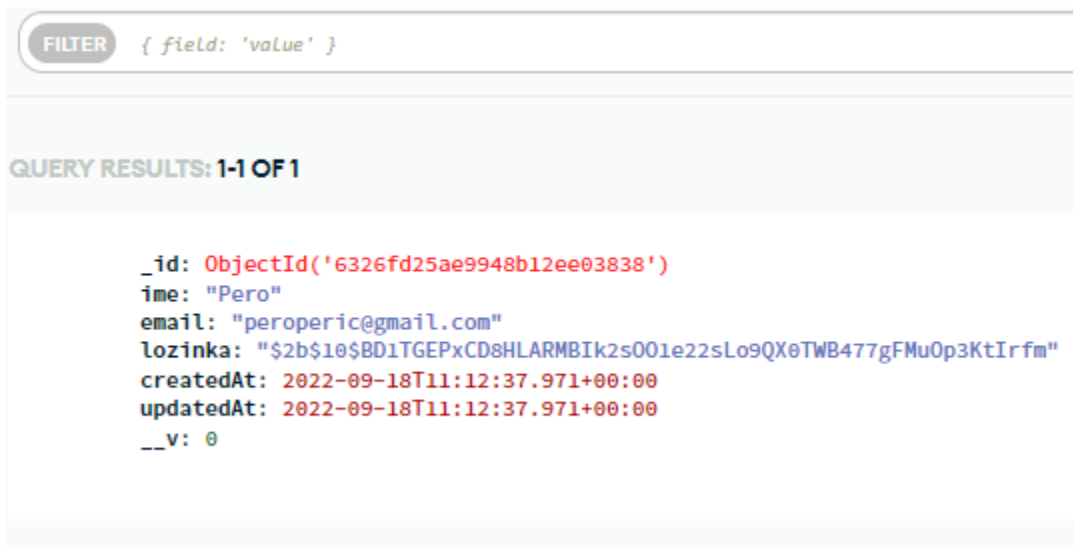 FILTER { field: 'value' }
QUERY RESULTS: 1-1 OF 1
_id: ObjectId('6326fd25ae9948b12ee03838')
ime: "Pero"
email: "peroperic@gmail.com"
lozinka: "$2b$10$BD1TGEPxCD8HLARMBIk2sOO1e22sLo9QX0TWB477gFMuOp3KtIrfm"
createdAt: 2022-09-18T11:12:37.971+00:00
updatedAt: 2022-09-18T11:12:37.971+00:00
__v: 0